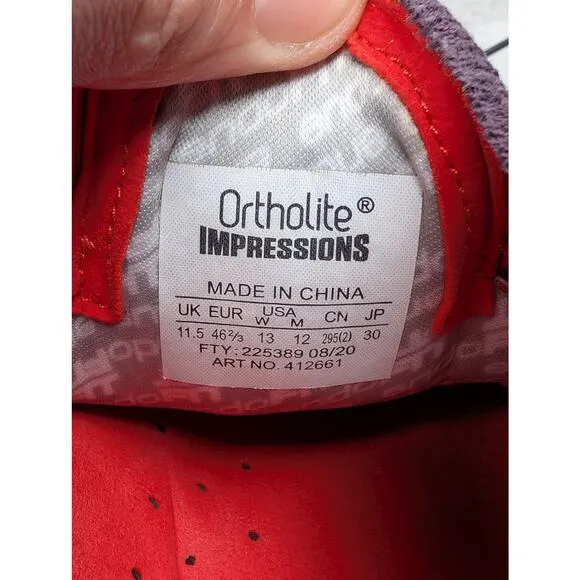 Ortholite®
IMPRESSIONS
MADE IN CHINA
UK EUR USA W M CN JP
11.5 46⅔ 13 12 295(2) 30
FTY: 225389 08/20
ART NO. 412661